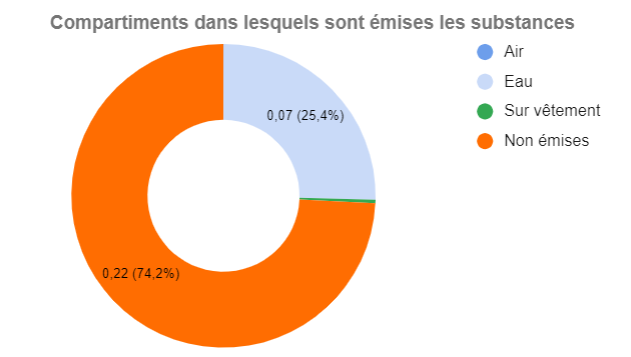 Compartiments dans lesquels sont émises les substances
Air
Eau
Sur vêtement
Non émises
0,07 (25,4%)
0,22 (74,2%)